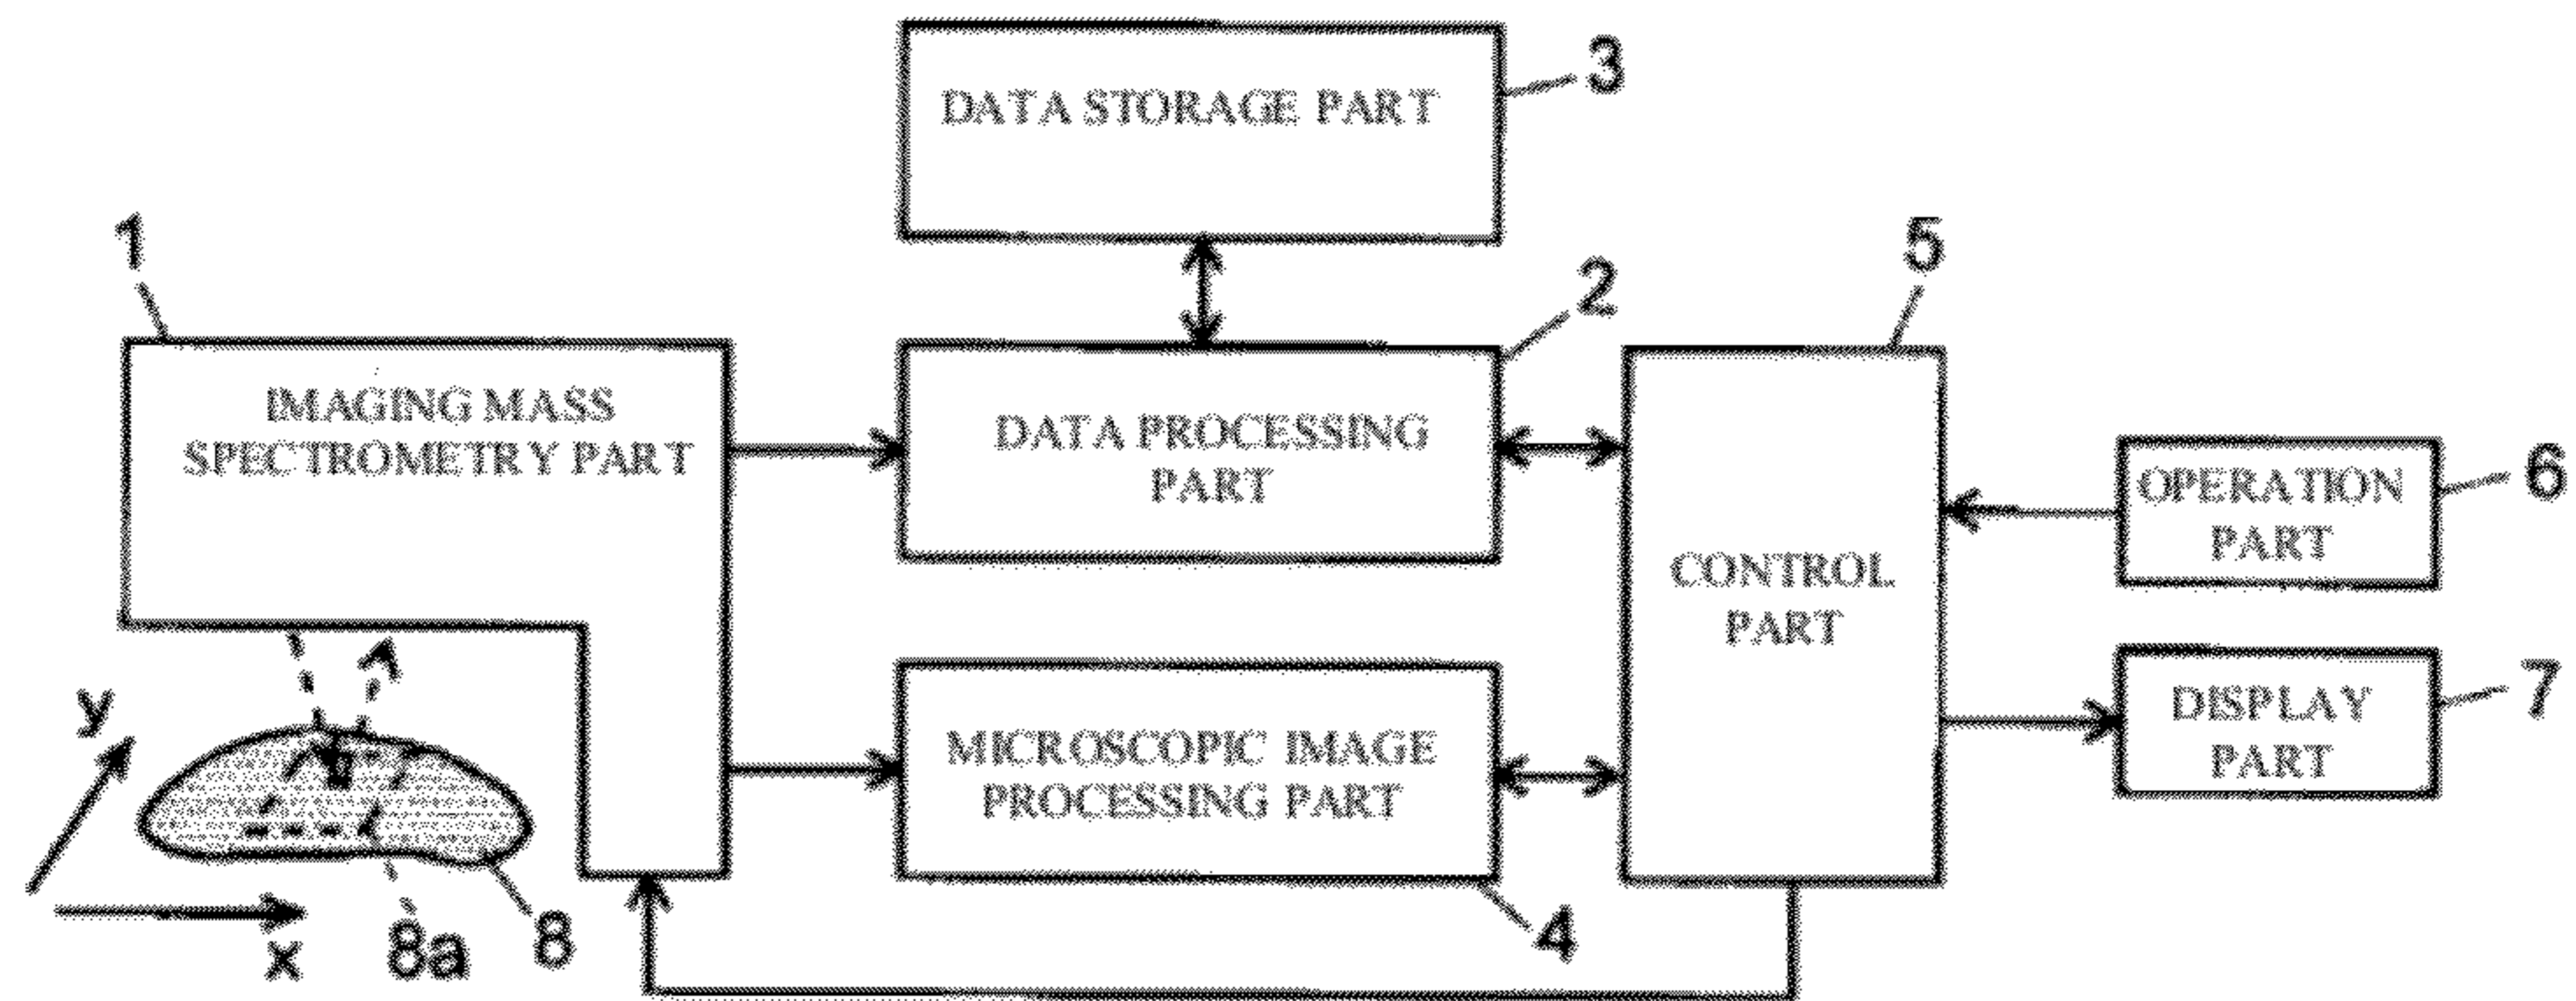 3
DATA STORAGE PART
1
5
2
IMAGING MASS
SPECTROMETRY PART
DATA PROCESSING
PART
6
OPERATION
PART
CONTROL
PART
y
7
DISPLAY
PART
MICROSCOPIC IMAGE
PROCESSING PART
4
x
8a
8